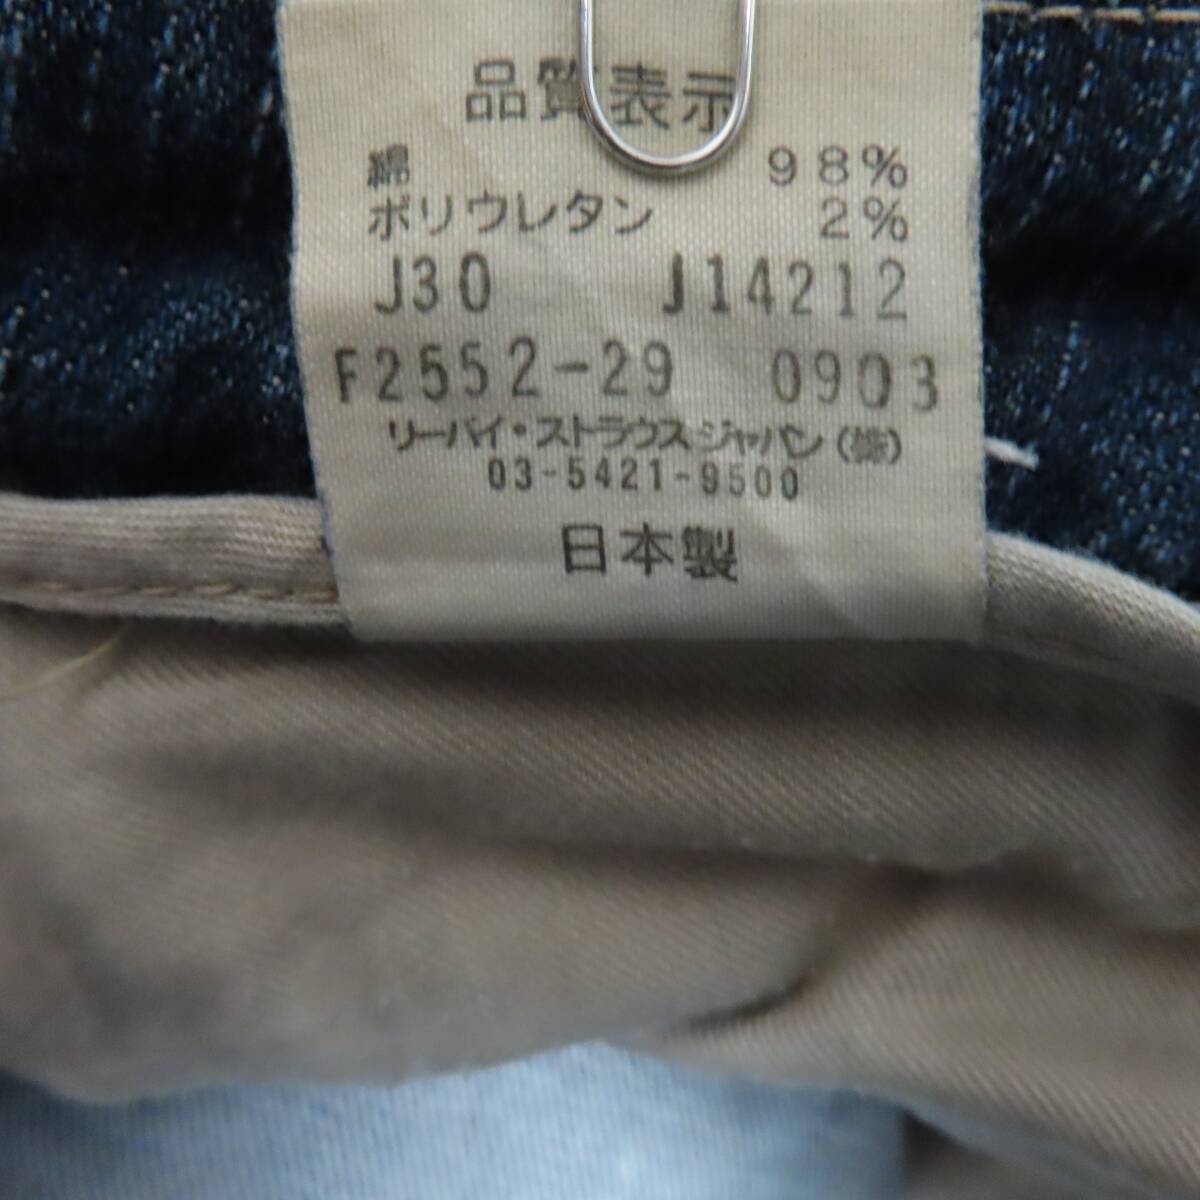 品質表示
綿 98%
ポリウレタン 2%
J30 J14212
F2552-29 0903
リーバイ・ストラウスジャパン(株)
03-5421-9500
日本製